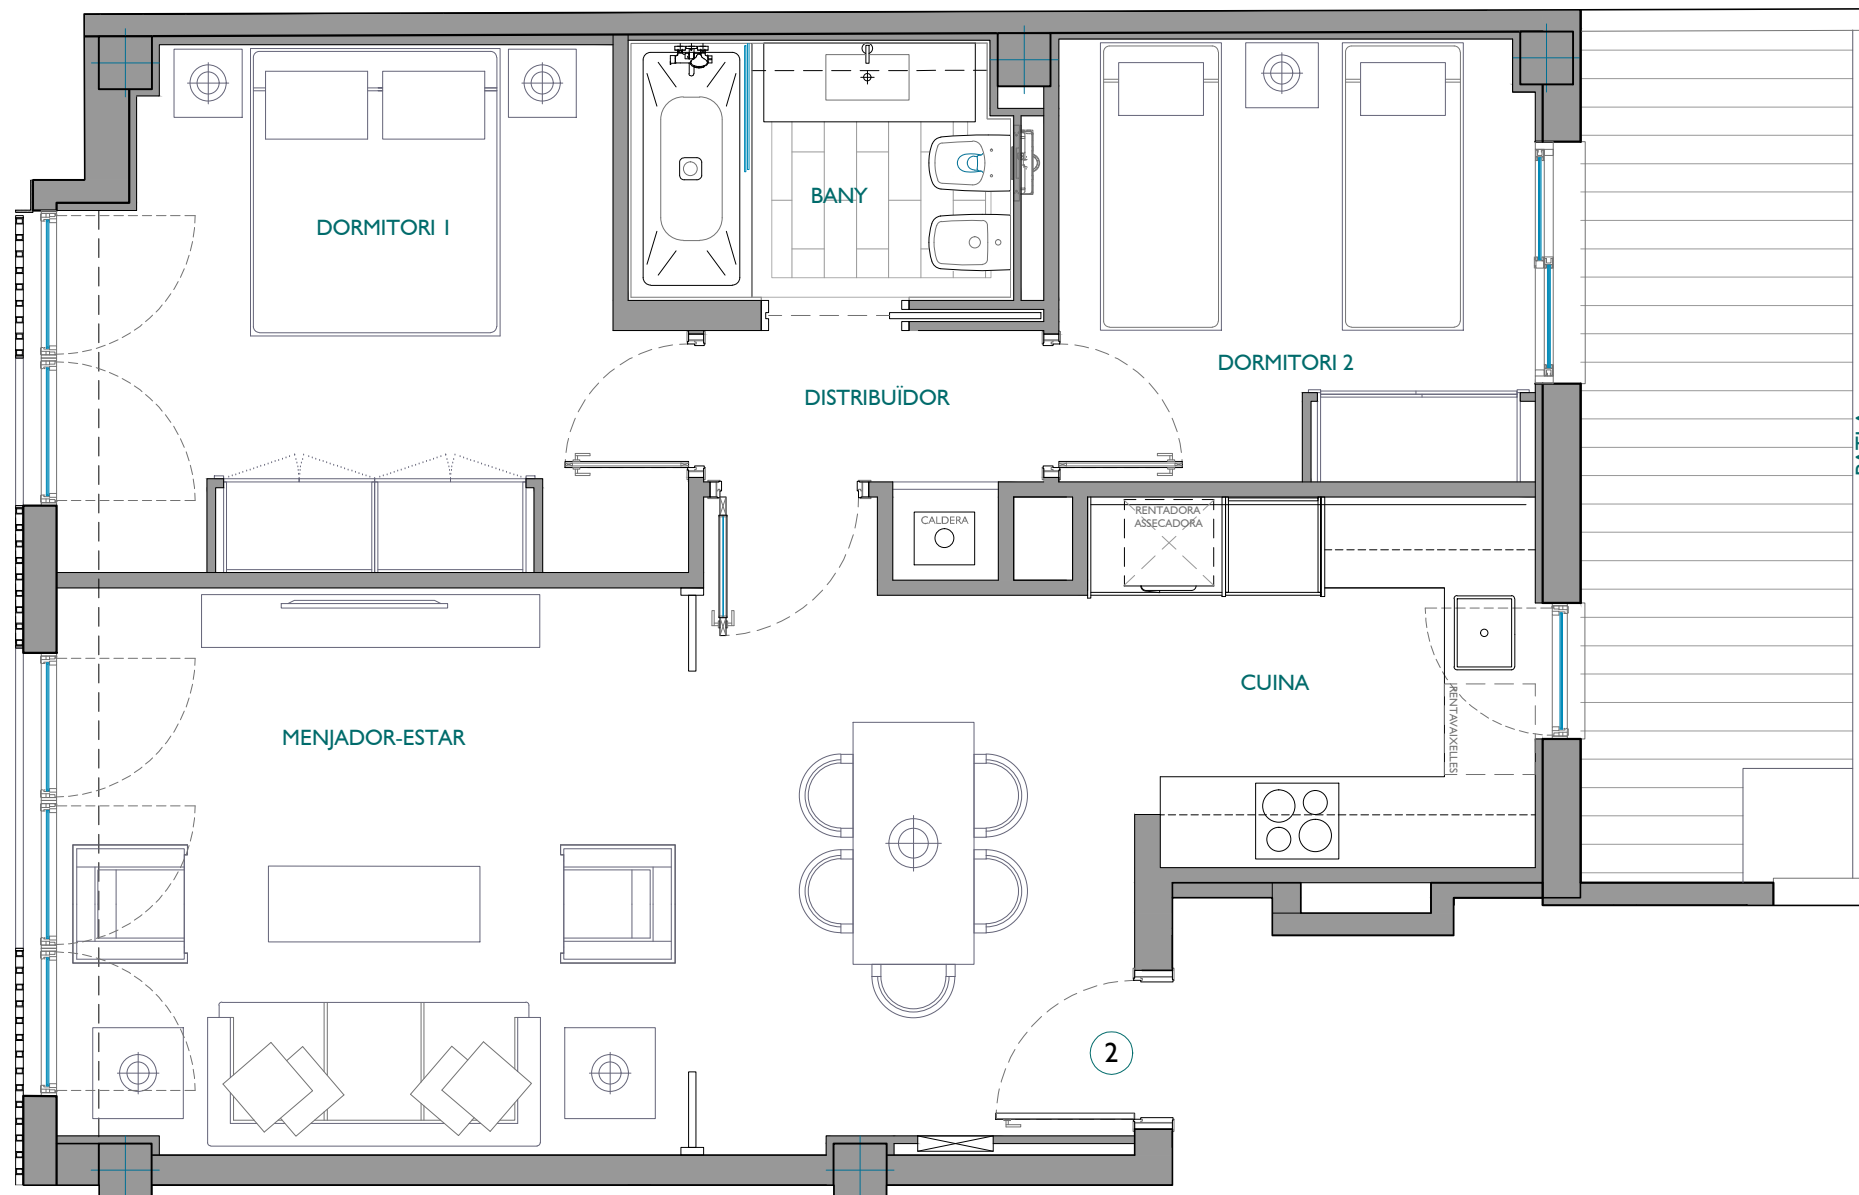 BANY
DORMITORI 1
DORMITORI 2
DISTRIBUÏDOR
RENTADORA
ASSECADORA
CALDERA
CUINA
RENTAVAIXELLES
MENJADOR-ESTAR
2